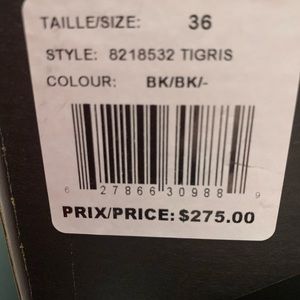 TAILLE/SIZE: 36
STYLE: 8218532 TIGRIS
COLOUR: BK/BK/-
6 27866 30988 9
PRIX/PRICE: $275.00